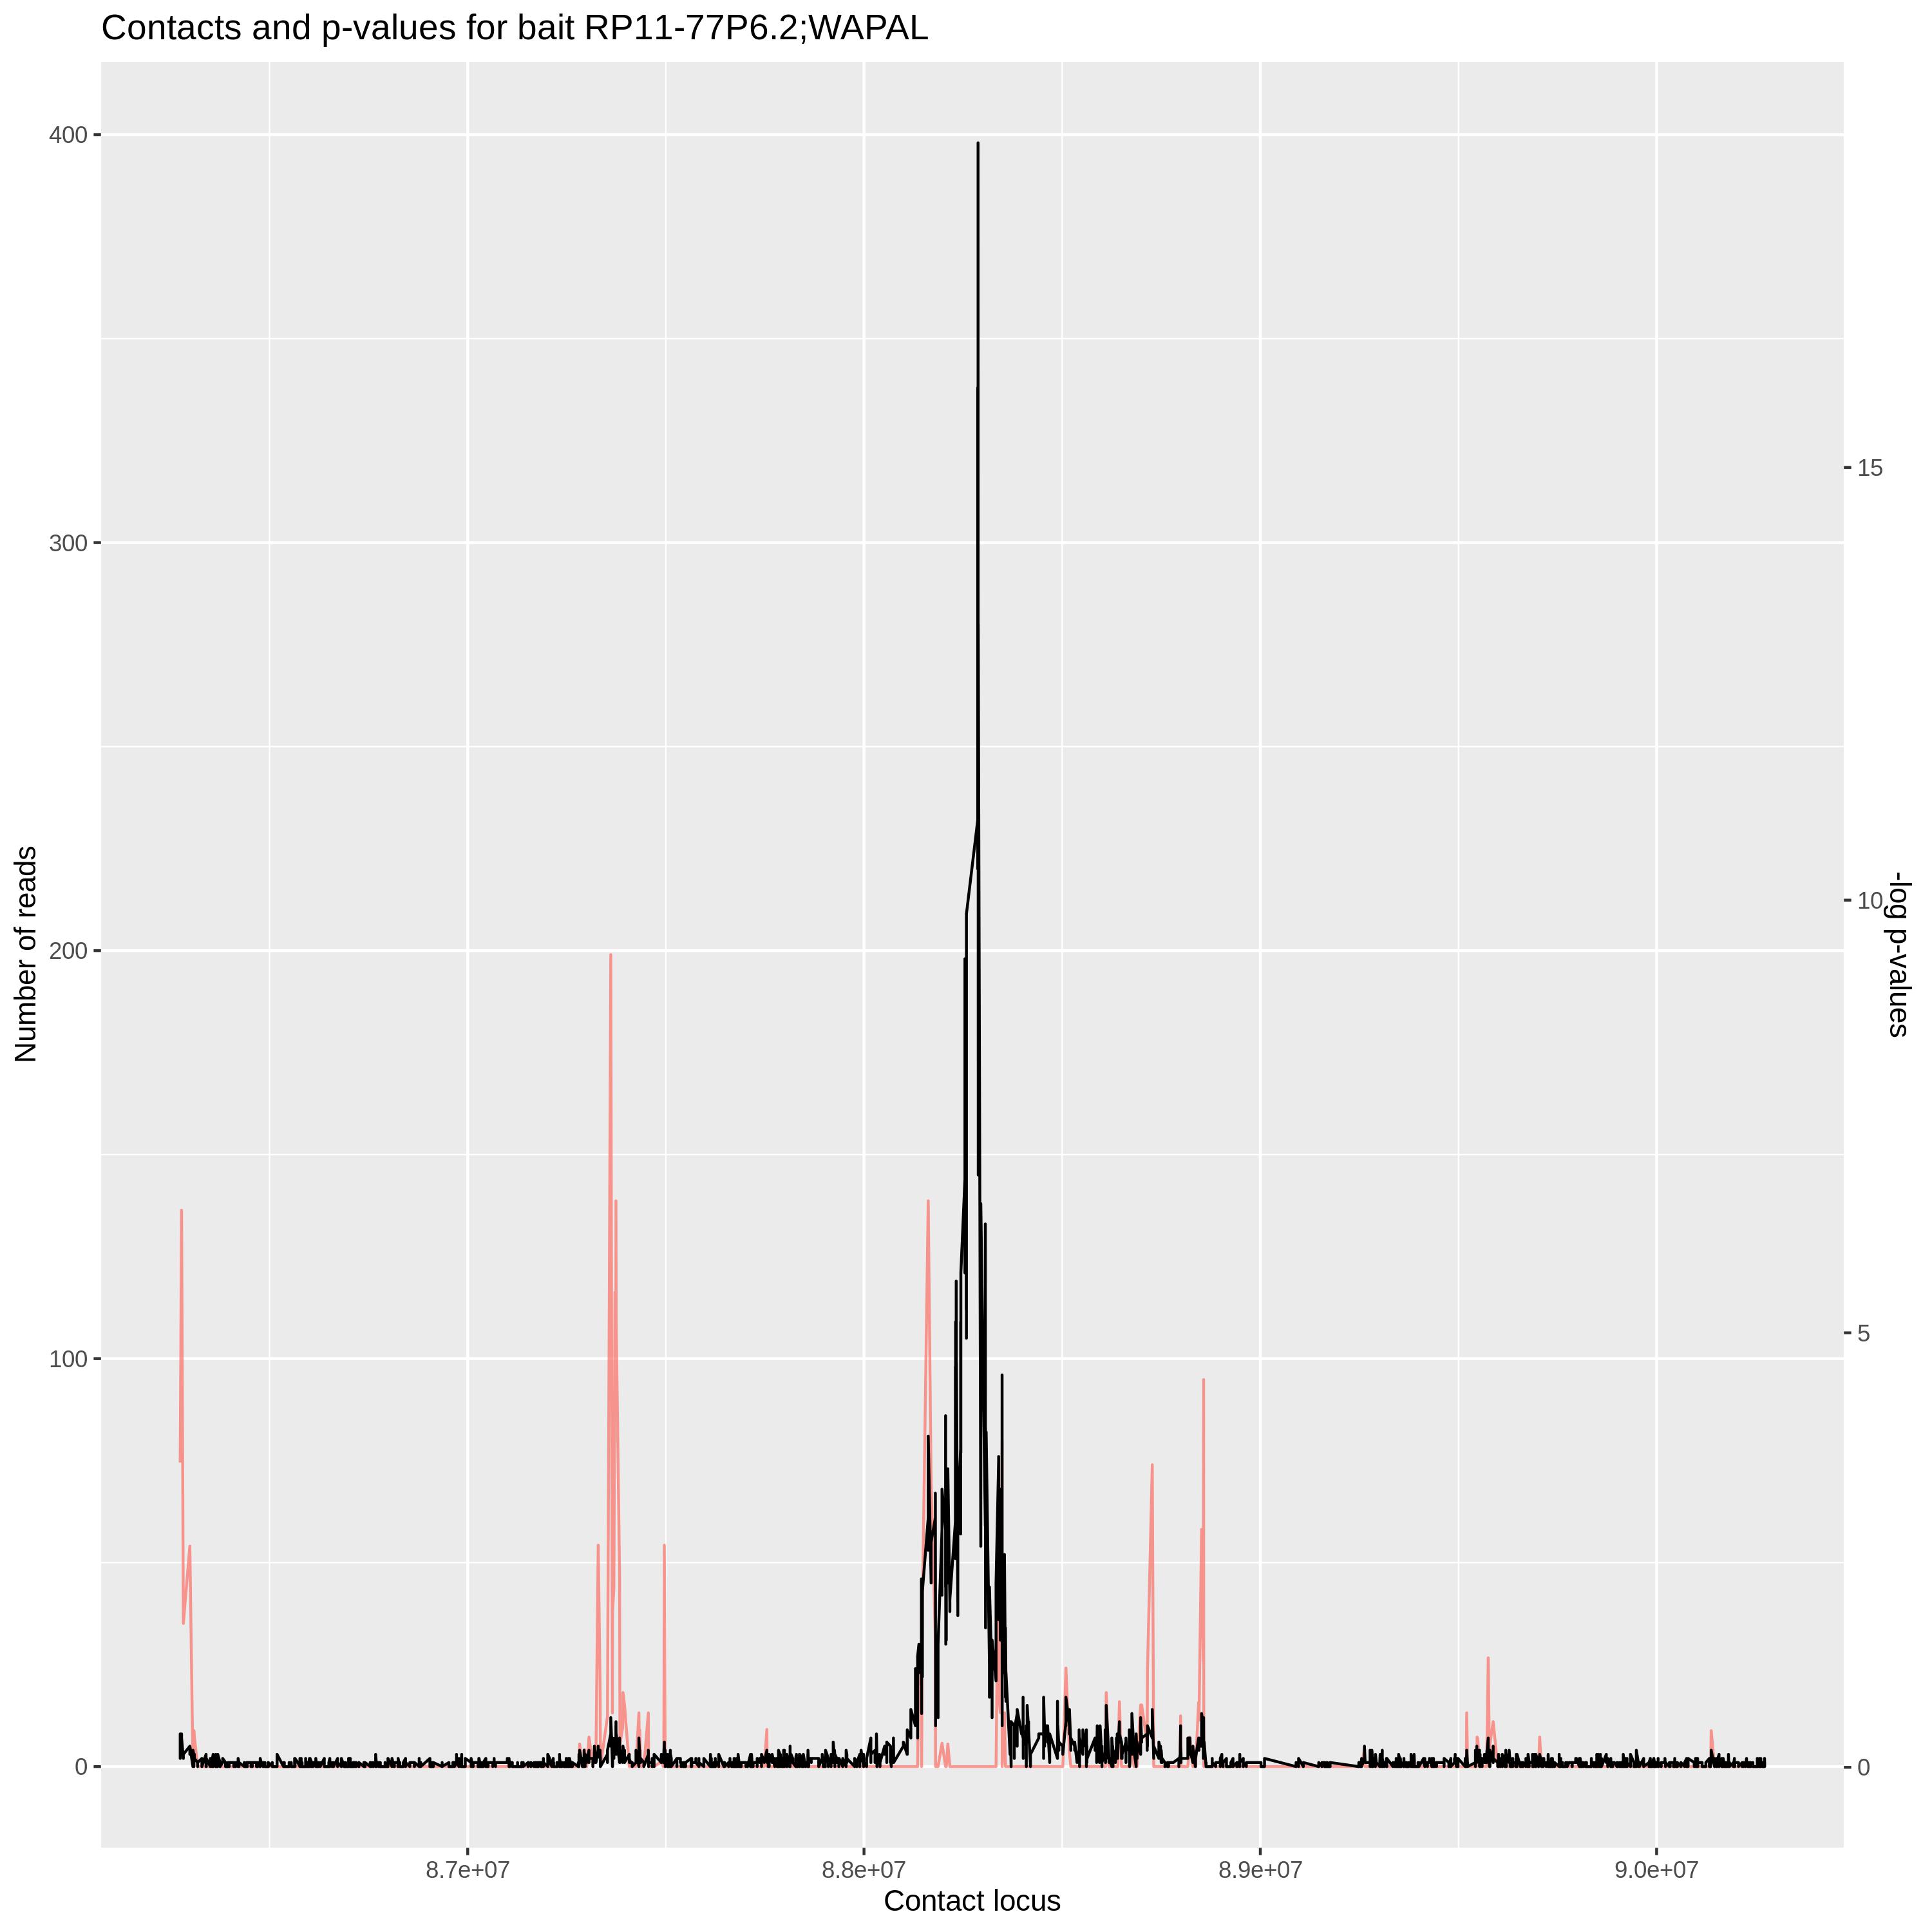 Contacts and p-values for bait RP11-77P6.2;WAPAL
400
300
200
100
0
Number of reads
15
10
5
0
-log p-values
8.7e+07
8.8e+07
8.9e+07
9.0e+07
Contact locus